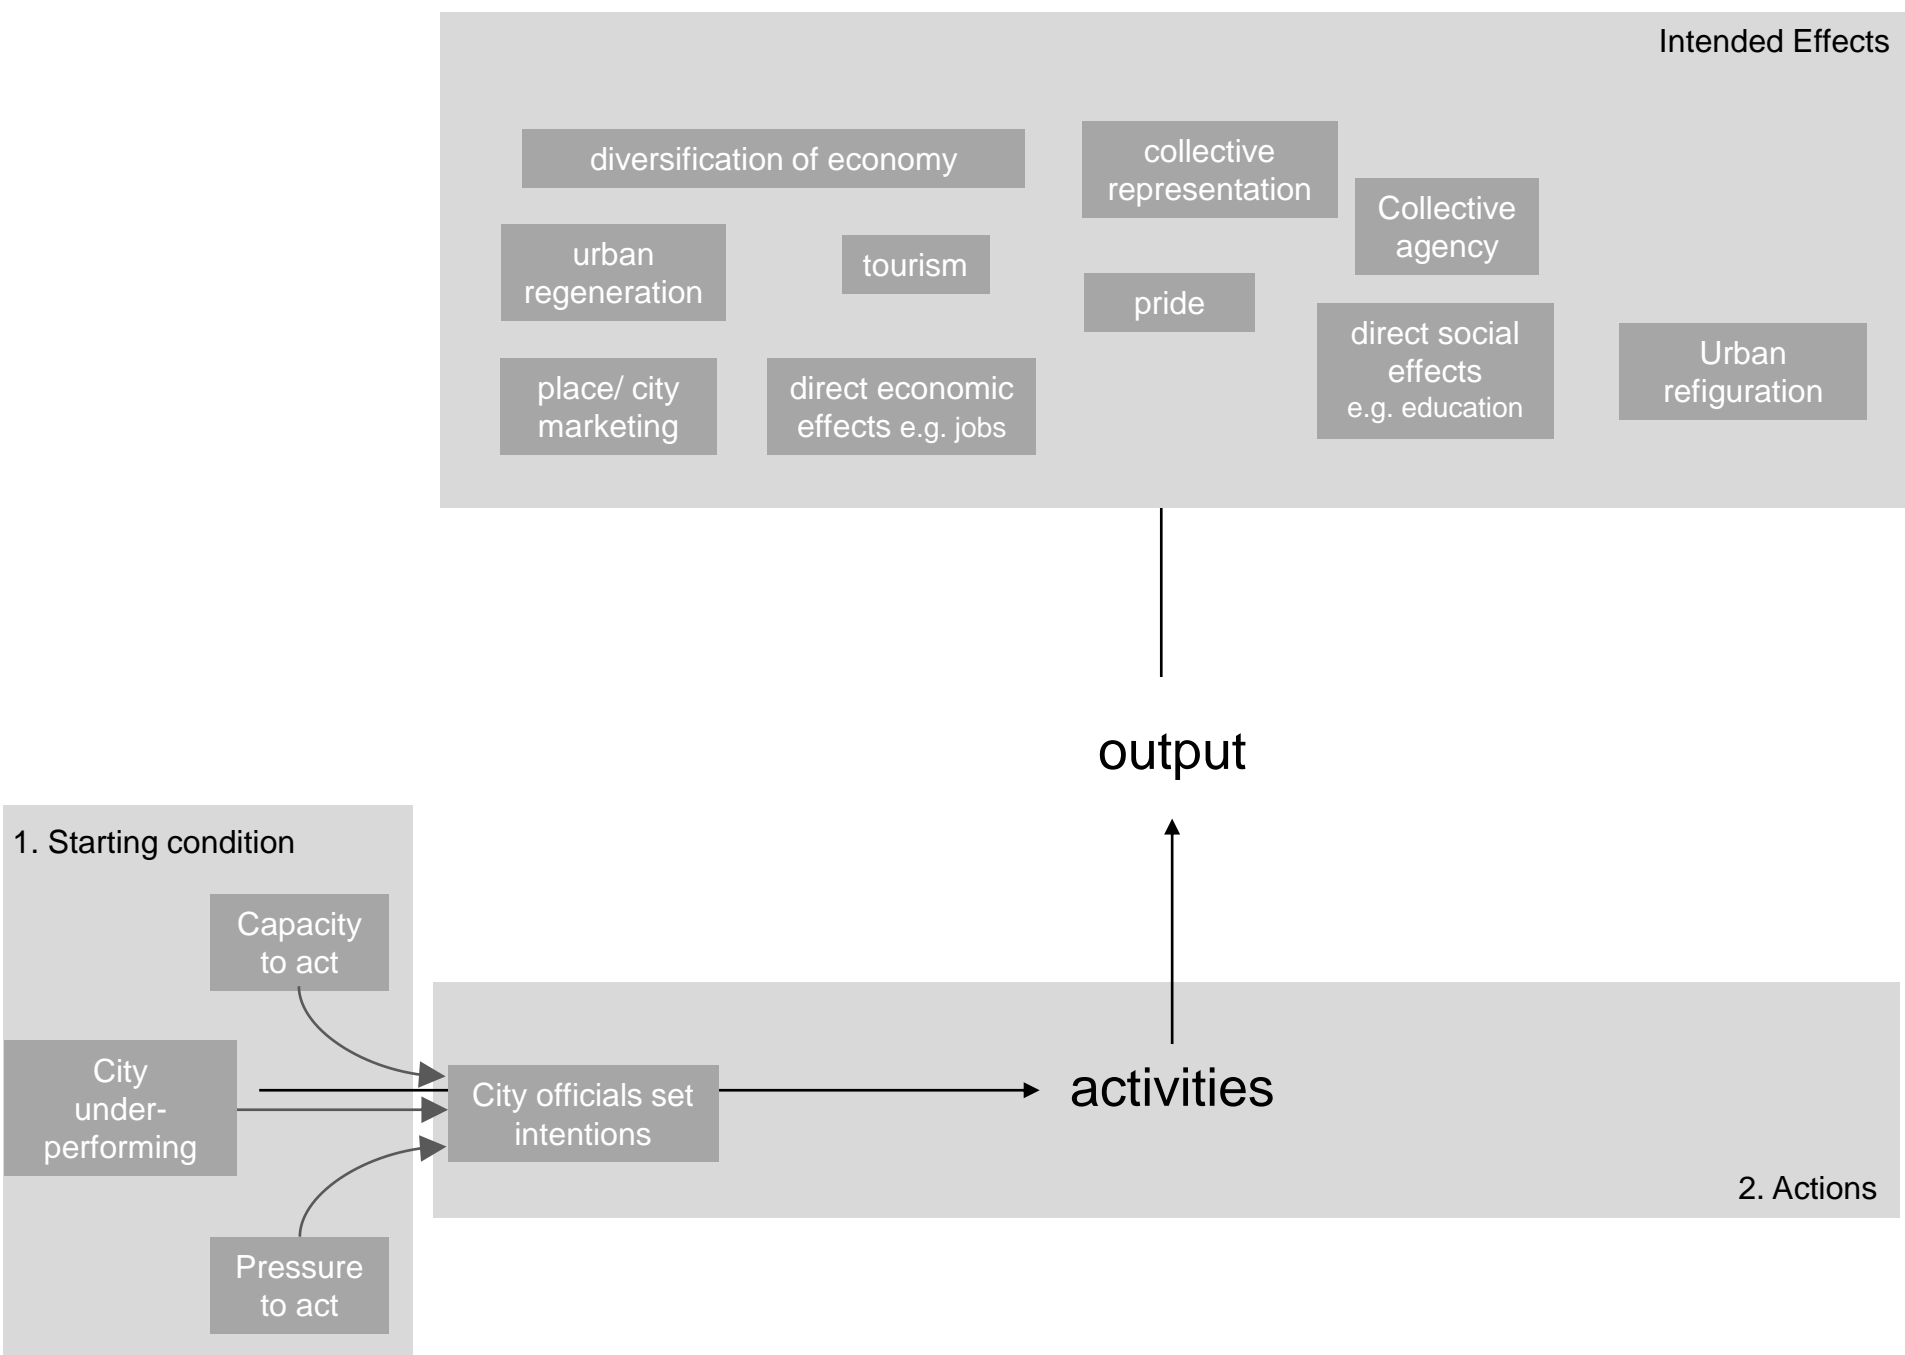 Intended Effects
diversification of economy
collective
representation
Collective
agency
urban
regeneration
tourism
pride
direct social
effects
e.g. education
Urban
refiguration
place/ city
marketing
direct economic
effects e.g. jobs
output
1. Starting condition
Capacity
to act
City
under-
performing
City officials set
intentions
activities
2. Actions
Pressure
to act